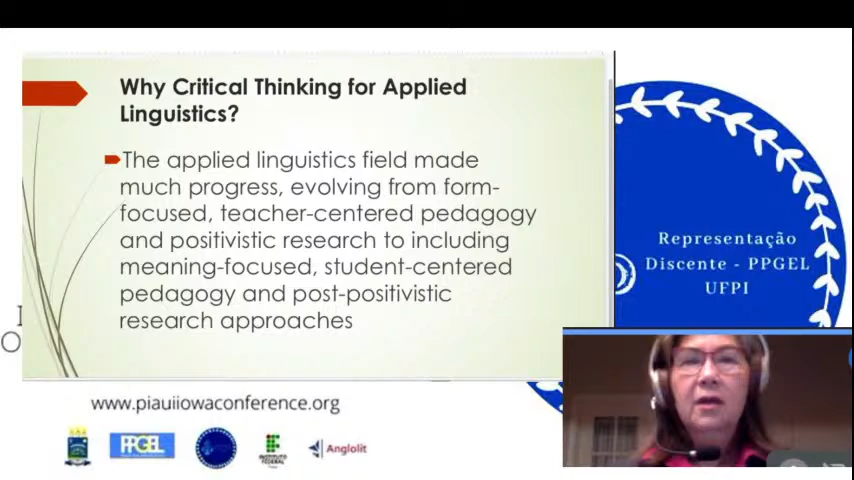 Why Critical Thinking for Applied
Linguistics?
The applied linguistics field made
much progress, evolving from form-
focused, teacher-centered pedagogy
and positivistic research to including
meaning-focused, student-centered
pedagogy and post-positivistic
research approaches
Representação
Discente - PPGEL
UFPI
www.piauiiowaconference.org
PPGEL
INSTITUTO
FEDERAL
Anglolit